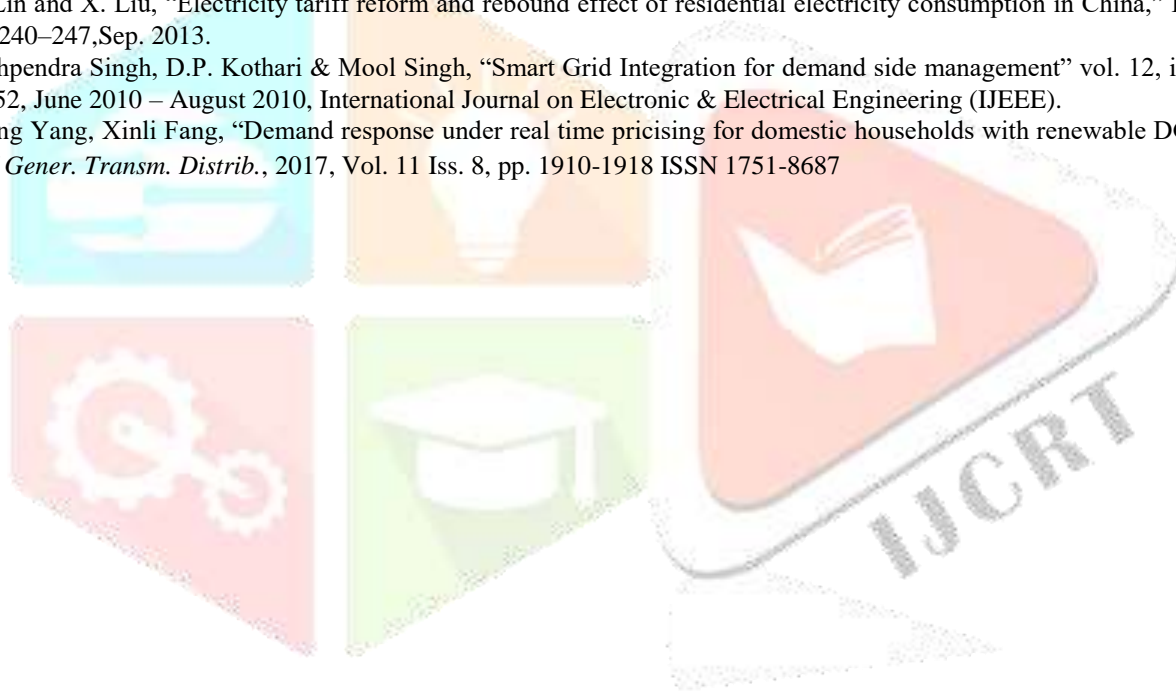 Lin and X. Liu, “Electricity tariff reform and rebound effect of residential electricity consumption in China,”
240–247,Sep. 2013.
hpendra Singh, D.P. Kothari & Mool Singh, “Smart Grid Integration for demand side management” vol. 12, i
52, June 2010 – August 2010, International Journal on Electronic & Electrical Engineering (IJEEE).
ng Yang, Xinli Fang, “Demand response under real time pricising for domestic households with renewable DG
Gener. Transm. Distrib., 2017, Vol. 11 Iss. 8, pp. 1910-1918 ISSN 1751-8687
IJCRT